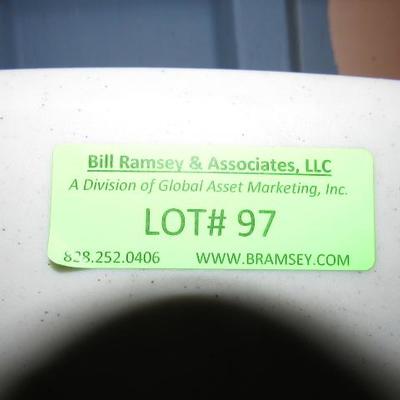 Bill Ramsey & Associates, LLC
A Division of Global Asset Marketing, Inc.
LOT# 97
828.252.0406 WWW.BRAMSEY.COM